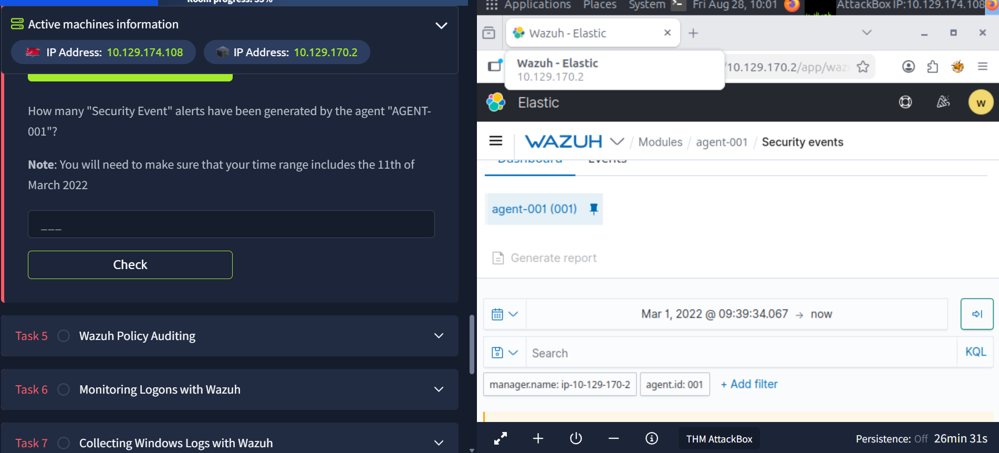 Room progress: 35%
Active machines information
IP Address: 10.129.174.108
IP Address: 10.129.170.2
How many "Security Event" alerts have been generated by the agent "AGENT-
001"?
Note: You will need to make sure that your time range includes the 11th of
March 2022
___
Check
Task 5
Wazuh Policy Auditing
Task 6
Monitoring Logons with Wazuh
Task 7
Collecting Windows Logs with Wazuh
Applications
Places
System
Fri Aug 28, 10:01
AttackBox IP:10.129.174.108
Wazuh - Elastic
Wazuh - Elastic
10.129.170.2
/10.129.170.2/app/waz
Elastic
w
WAZUH
/ Modules / agent-001 / Security events
Dashboard
Events
agent-001 (001)
Generate report
Mar 1, 2022 @ 09:39:34.067 → now
Search
KQL
manager.name: ip-10-129-170-2
agent.id: 001
+ Add filter
THM AttackBox
Persistence: Off
26min 31s